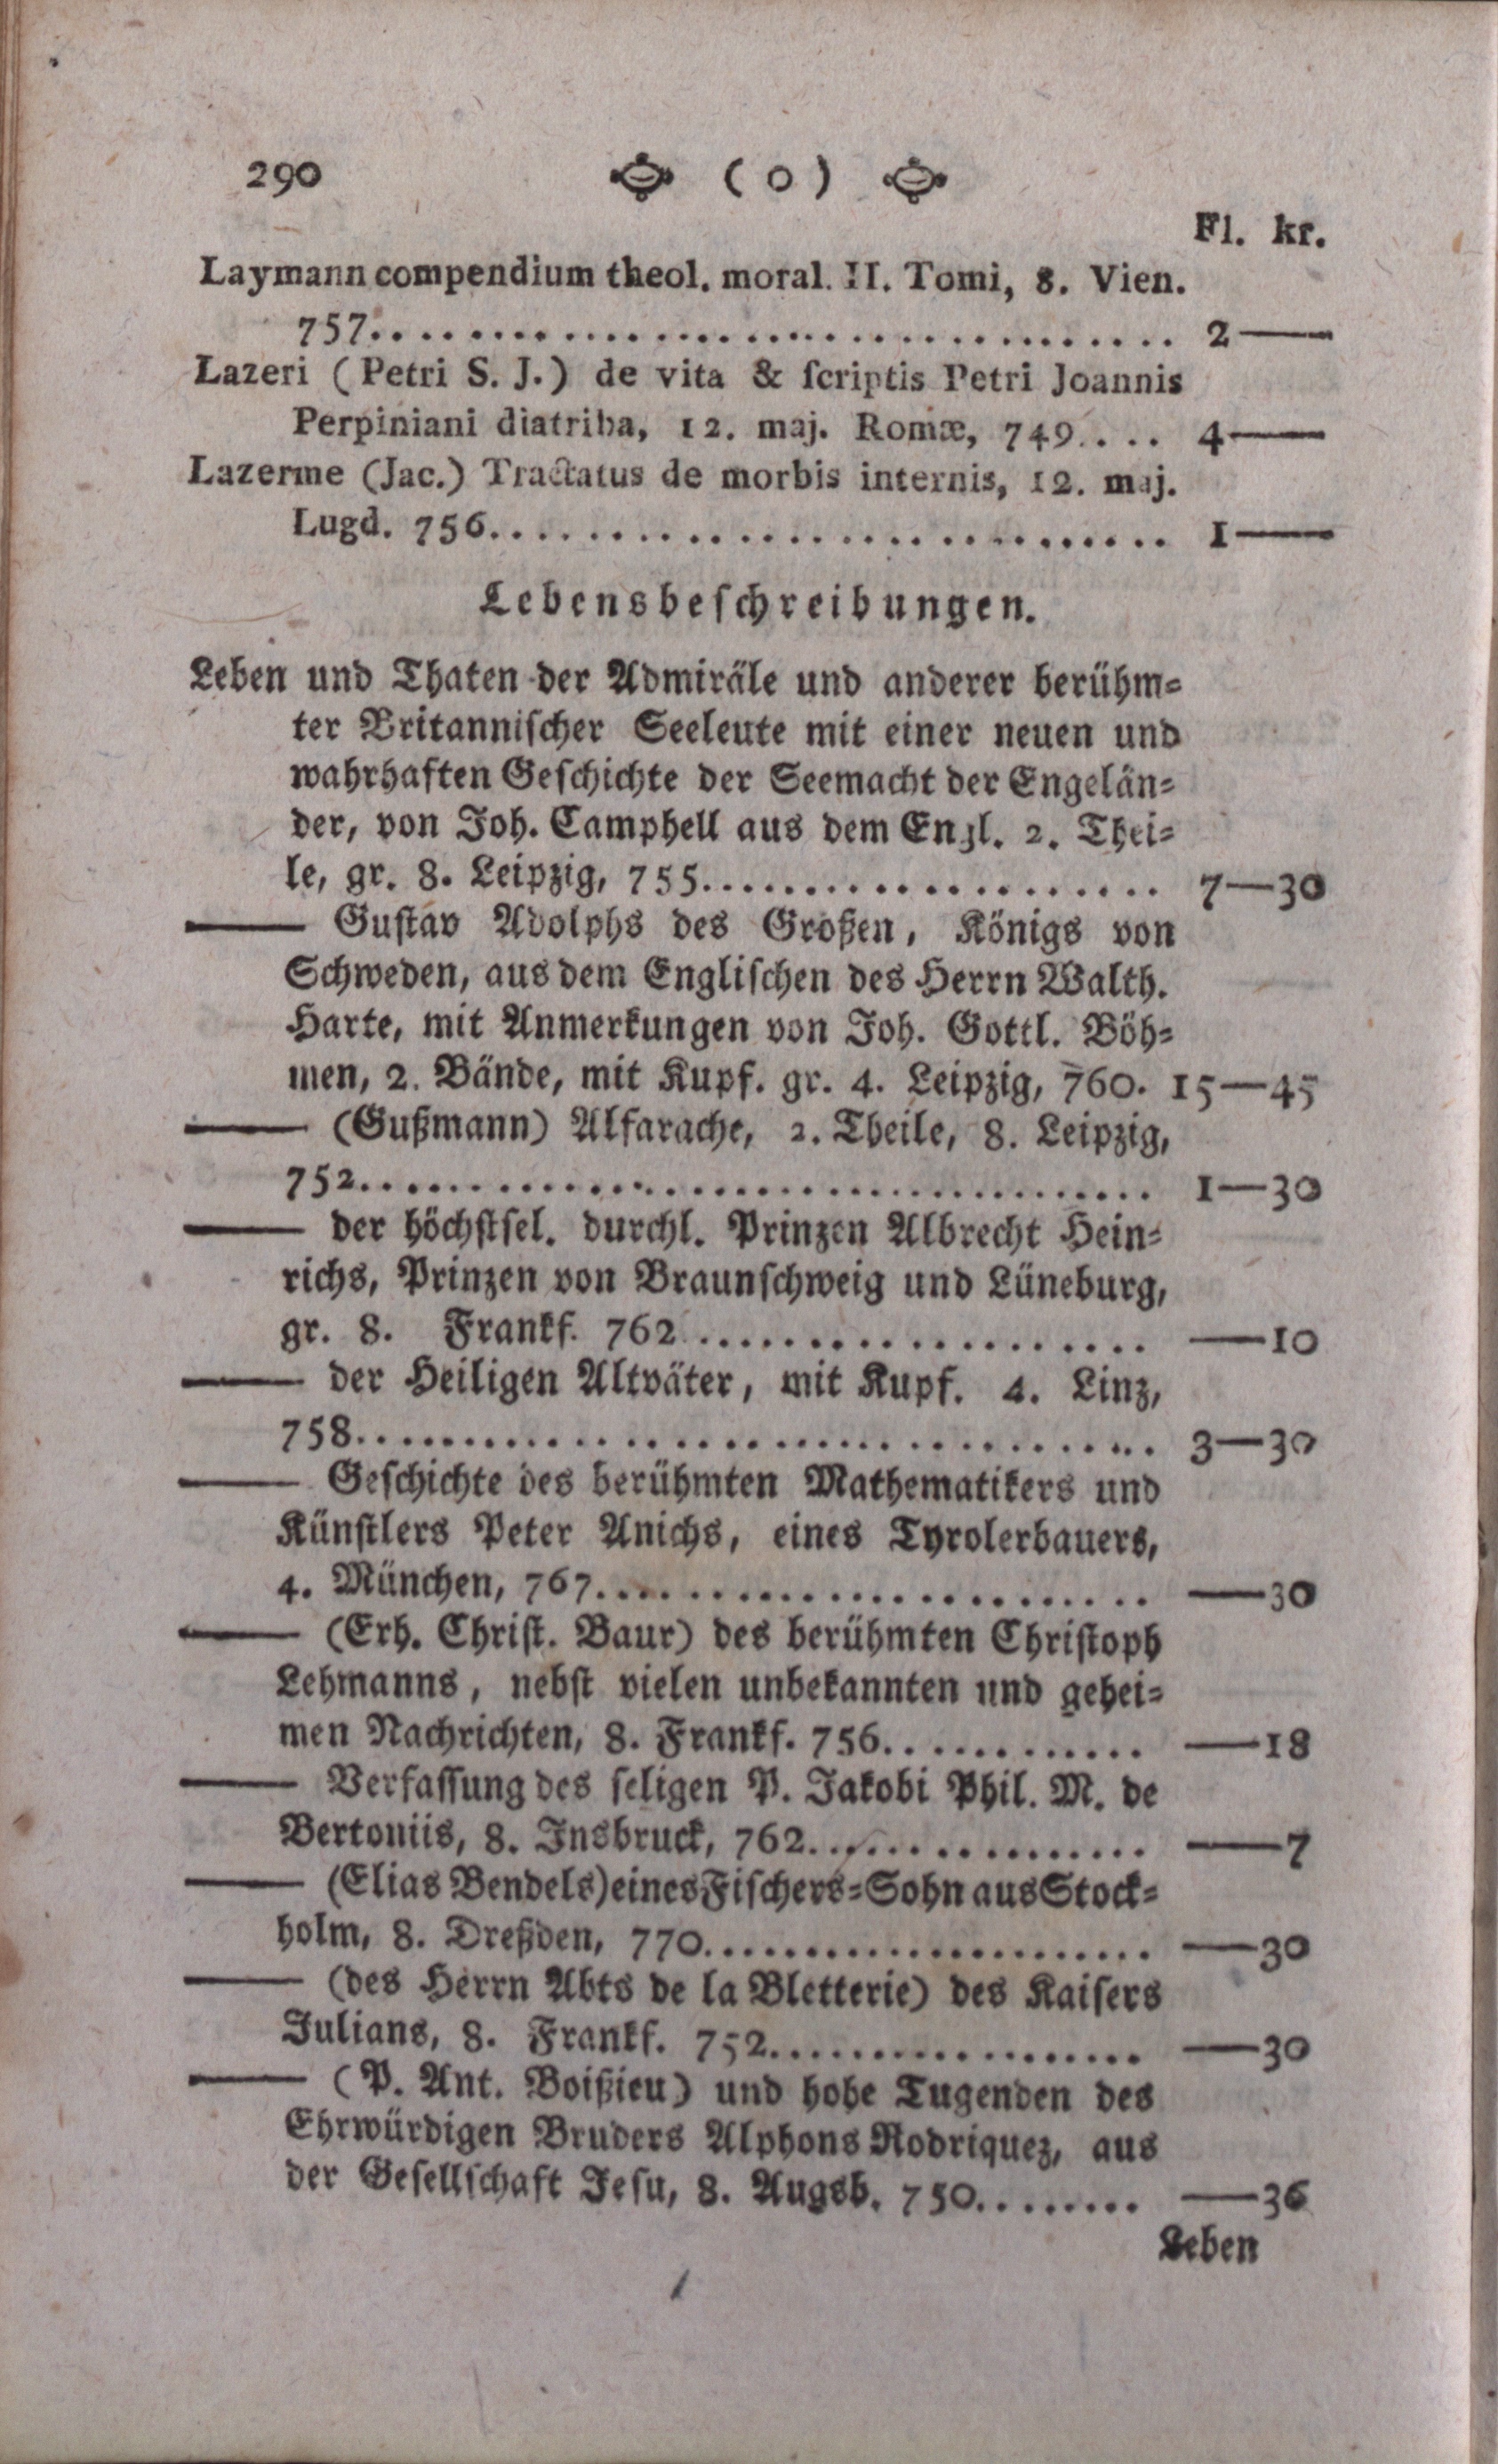 290 ( o )
Fl. kr.
Laymann compendium theol. moral. II. Tomi, 8. Vien.
757. . . . . . . . . . . . . . . . . . . . . . . . . . . . . . 2 —
Lazeri ( Petri S. J.) de vita & ſcriptis Petri Joannis
Perpiniani diatriba, 12. maj. Romæ, 749. . . . 4 —
Lazerme (Jac.) Tractatus de morbis internis, 12. maj.
Lugd. 756. . . . . . . . . . . . . . . . . . . . . . . . . 1 —
Lebensbeſchreibungen.
Leben und Thaten der Admiräle und anderer berühm=
ter Britanniſcher Seeleute mit einer neuen und
wahrhaften Geſchichte der Seemacht der Engelän=
der, von Joh. Camphell aus dem Engl. 2. Thei=
le, gr. 8. Leipzig, 755. . . . . . . . . . . . . . . . . . 7—30
—— Guſtav Adolphs des Großen, Königs von
Schweden, aus dem Engliſchen des Herrn Walth.
Harte, mit Anmerkungen von Joh. Gottl. Böh=
men, 2. Bände, mit Kupf. gr. 4. Leipzig, 760. 15—45
—— (Gußmann) Alfarache, 2. Theile, 8. Leipzig,
752. . . . . . . . . . . . . . . . . . . . . . . . . . . . . . 1—30
—— der höchſtſel. durchl. Prinzen Albrecht Hein=
richs, Prinzen von Braunſchweig und Lüneburg,
gr. 8. Frankf. 762 . . . . . . . . . . . . . . . . . . —10
—— der Heiligen Altväter, mit Kupf. 4. Linz,
758. . . . . . . . . . . . . . . . . . . . . . . . . . . . . . 3—30
—— Geſchichte des berühmten Mathematikers und
Künſtlers Peter Anichs, eines Tyrolerbauers,
4. München, 767. . . . . . . . . . . . . . . . . . . . . —30
—— (Erh. Chriſt. Baur) des berühmten Chriſtoph
Lehmanns, nebſt vielen unbekannten und gehei=
men Nachrichten, 8. Frankf. 756. . . . . . . . . . . —18
—— Verfaſſung des ſeligen P. Jakobi Phil. M. de
Bertoniis, 8. Insbruck, 762. . . . . . . . . . . . . . —7
—— (Elias Bendels) eines Fiſchers=Sohn aus Stock=
holm, 8. Dreßden, 770. . . . . . . . . . . . . . . . . . —30
—— (des Herrn Abts de la Bletterie) des Kaiſers
Julians, 8. Frankf. 752. . . . . . . . . . . . . . . . —30
—— (P. Ant. Boißieu) und hohe Tugenden des
Ehrwürdigen Bruders Alphons Rodriquez, aus
der Geſellſchaft Jeſu, 8. Augsb. 750. . . . . . . . —36
Leben